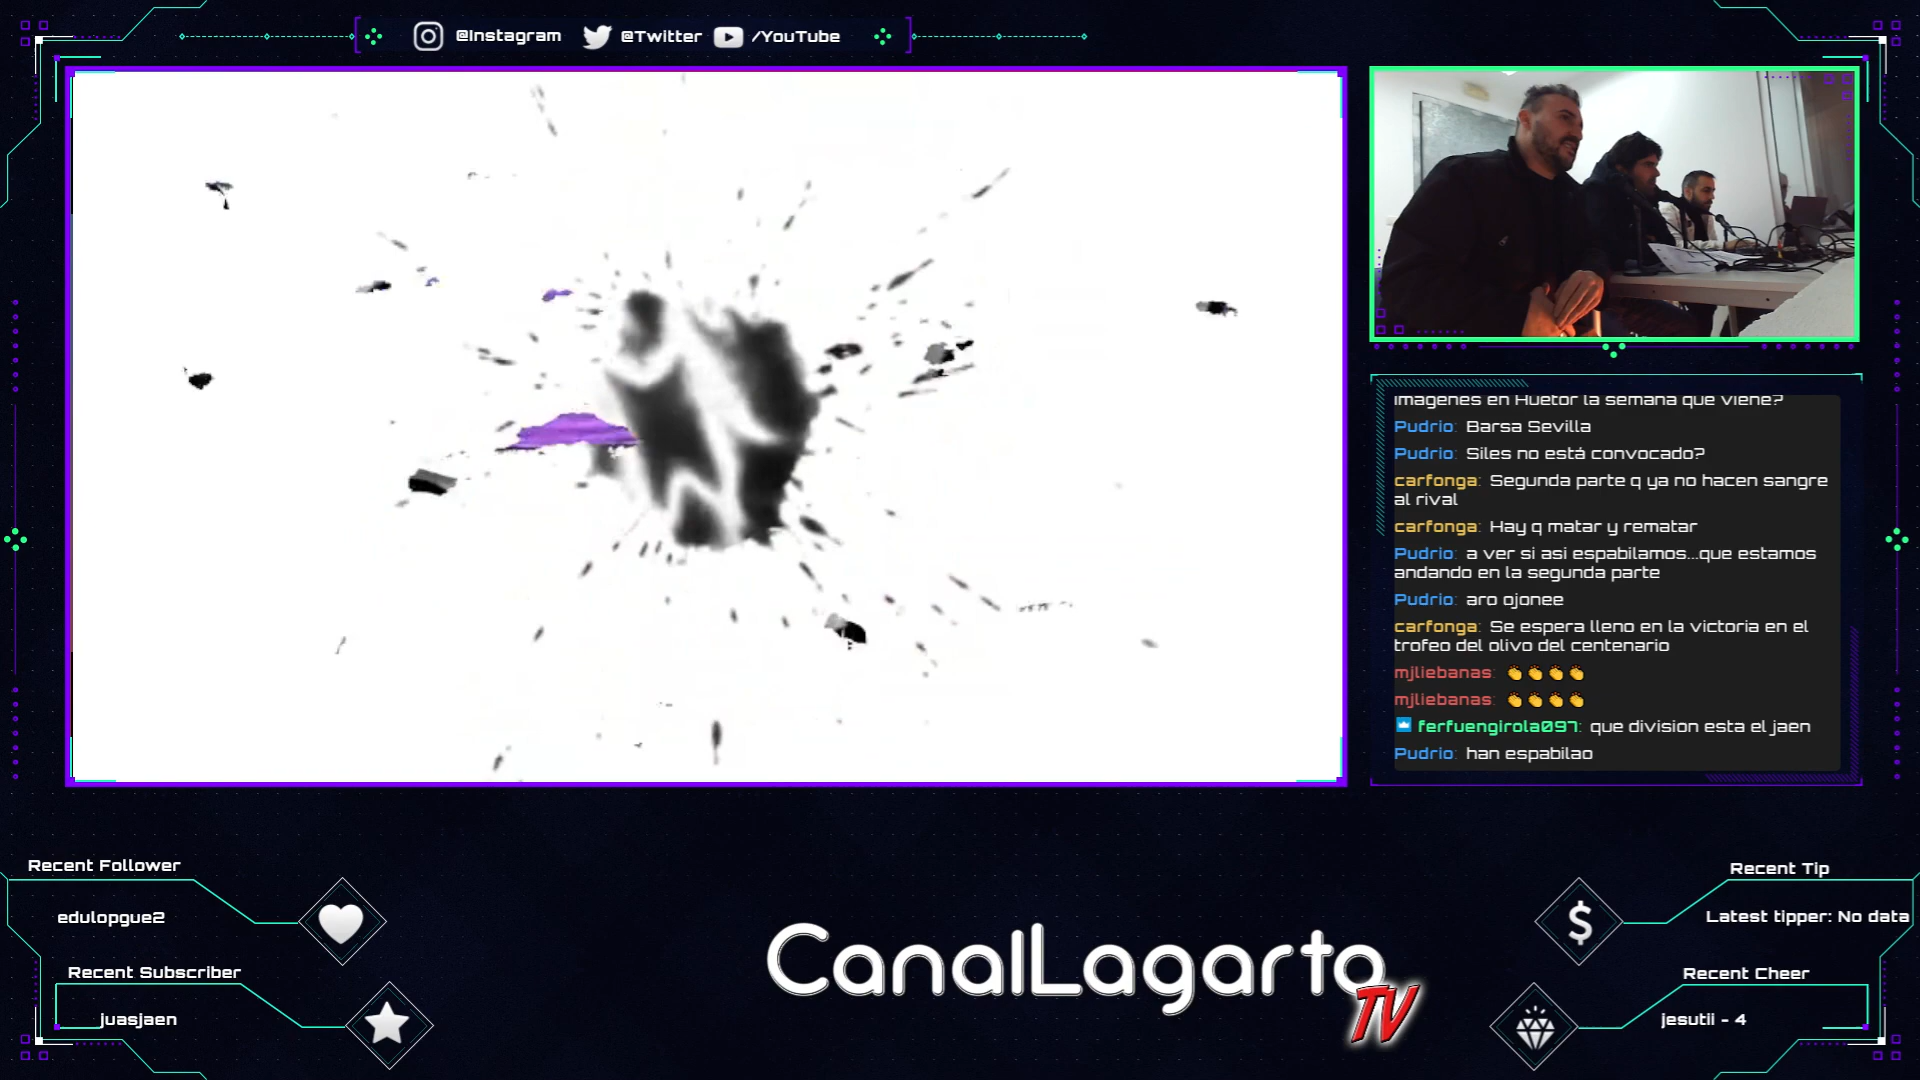 @Instagram @Twitter /YouTube
imagenes en Huetor la semana que viene?
Pudrio: Barsa Sevilla
Pudrio: Siles no está convocado?
carfonga: Segunda parte q ya no hacen sangre
al rival
carfonga: Hay q matar y rematar
Pudrio: a ver si asi espabilamos...que estamos
andando en la segunda parte
Pudrio: aro ojonee
carfonga: Se espera lleno en la victoria en el
trofeo del olivo del centenario
mjliebanas: 👏👏👏👏
mjliebanas: 👏👏👏👏
ferfuengirola097: que division esta el jaen
Pudrio: han espabilao
Recent Follower
edulopgue2
Recent Subscriber
juasjaen
CanalLagarto
TV
Recent Tip
Latest tipper: No data
Recent Cheer
jesutii - 4